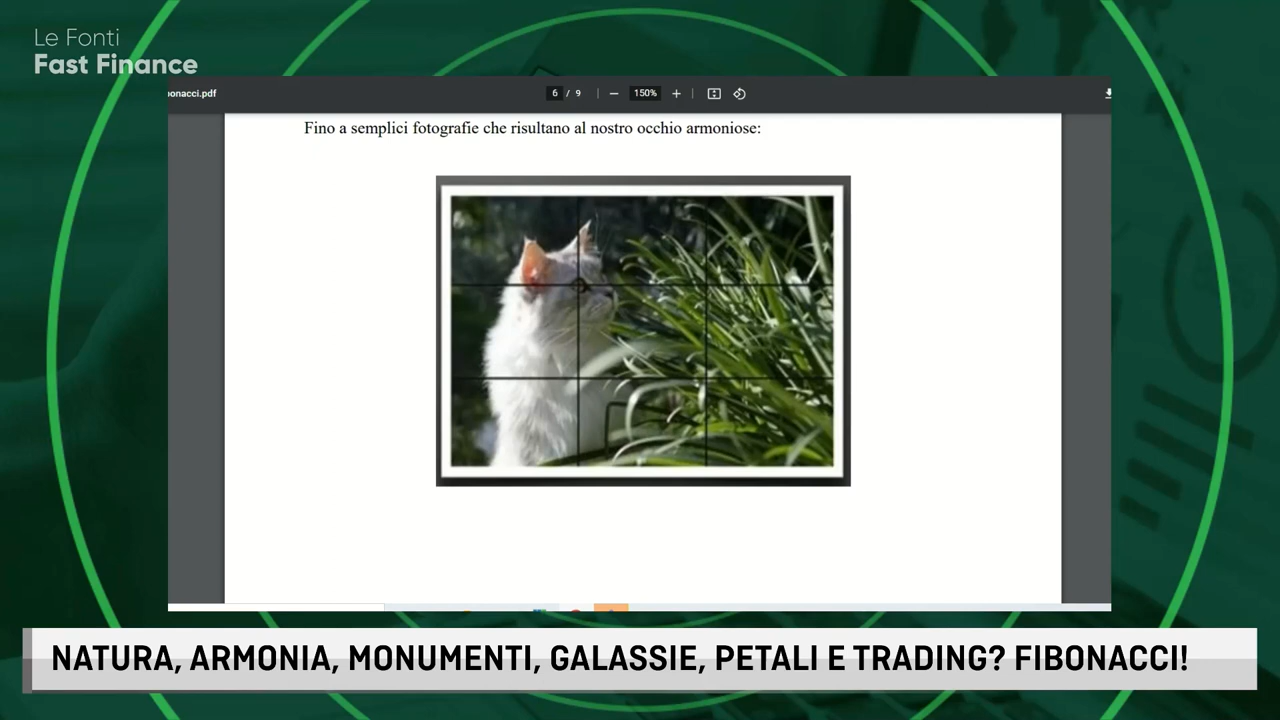 Le Fonti
Fast Finance
onacci.pdf
6 / 9
150%
Fino a semplici fotografie che risultano al nostro occhio armoniose:
NATURA, ARMONIA, MONUMENTI, GALASSIE, PETALI E TRADING? FIBONACCI!